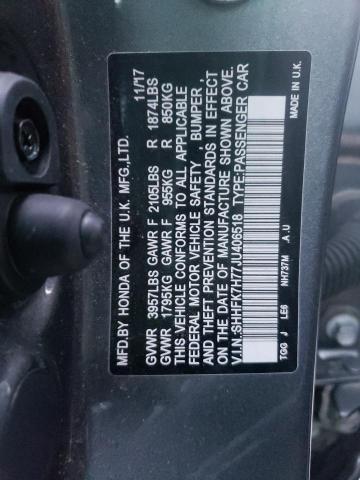 MFD.BY HONDA OF THE U.K. MFG.,LTD. 11/17
GVWR 3957LBS GAWR F 2105LBS R 1874LBS
GVWR 1795KG GAWR F 955KG R 850KG
THIS VEHICLE CONFORMS TO ALL APPLICABLE
FEDERAL MOTOR VEHICLE SAFETY , BUMPER ,
AND THEFT PREVENTION STANDARDS IN EFFECT
ON THE DATE OF MANUFACTURE SHOWN ABOVE.
V.I.N.:SHHFK7H77JU406518 TYPE:PASSENGER CAR
NH737M .A .U MADE IN U.K.
TGG J LE6